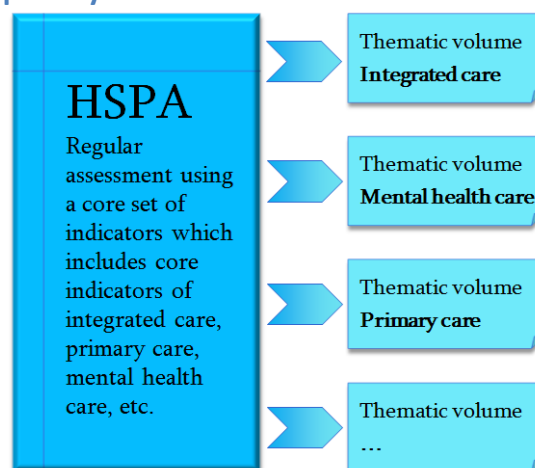 HSPA
Regular
assessment using
a core set of
indicators which
includes core
indicators of
integrated care,
primary care,
mental health
care, etc.
Thematic volume
Integrated care
Thematic volume
Mental health care
Thematic volume
Primary care
Thematic volume
…